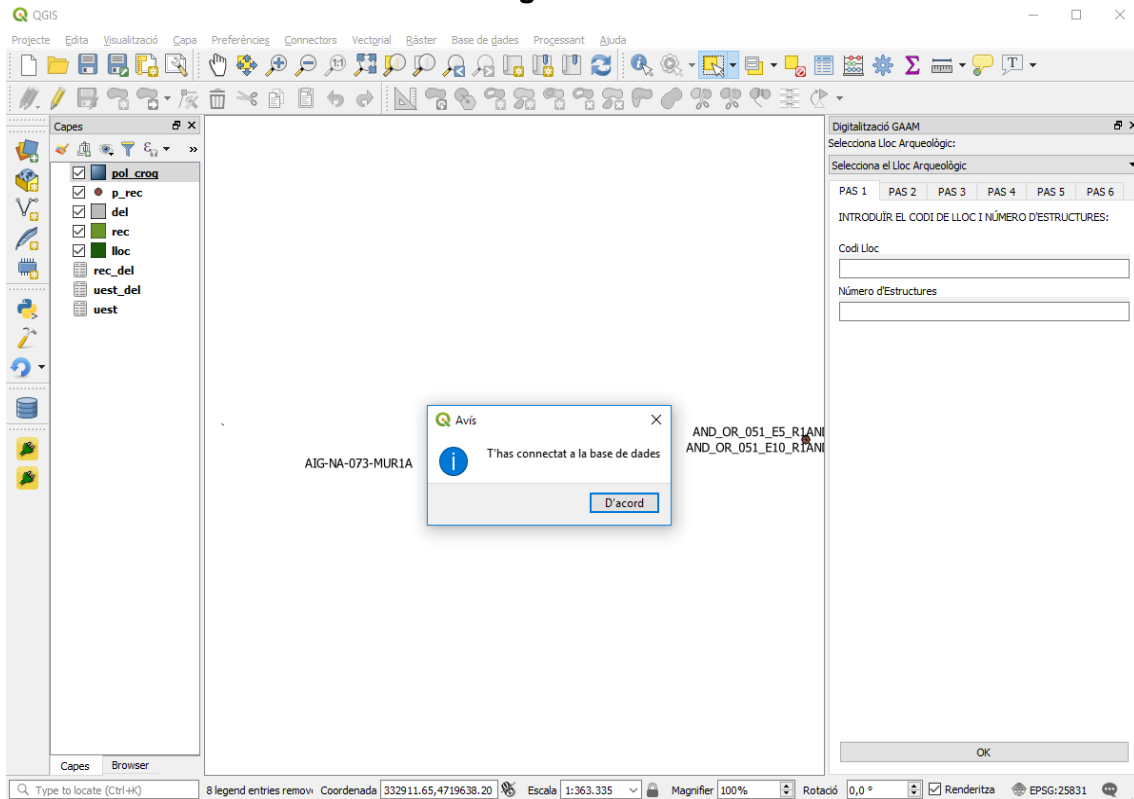 QGIS
Projecte Edita Visualització Capa Preferències Connectors Vectorial Ràster Base de dades Processant Ajuda
Capes
pol_croq
p_rec
del
rec
lloc
rec_del
uest_del
uest
Capes Browser
AIG-NA-073-MUR1A
AND_OR_051_E5_R1AND
AND_OR_051_E10_R1AND
Avís
T'has connectat a la base de dades
D'acord
Digitalització GAAM
Selecciona Lloc Arqueològic:
Selecciona el Lloc Arqueològic
PAS 1 PAS 2 PAS 3 PAS 4 PAS 5 PAS 6
INTRODUÏR EL CODI DE LLOC I NÚMERO D'ESTRUCTURES:
Codi Lloc
Número d'Estructures
OK
Type to locate (Ctrl+K) 8 legend entries remov Coordenada 332911.65,4719638.20 Escala 1:363.335 Magnifier 100% Rotació 0,0 ° Renderitza EPSG:25831